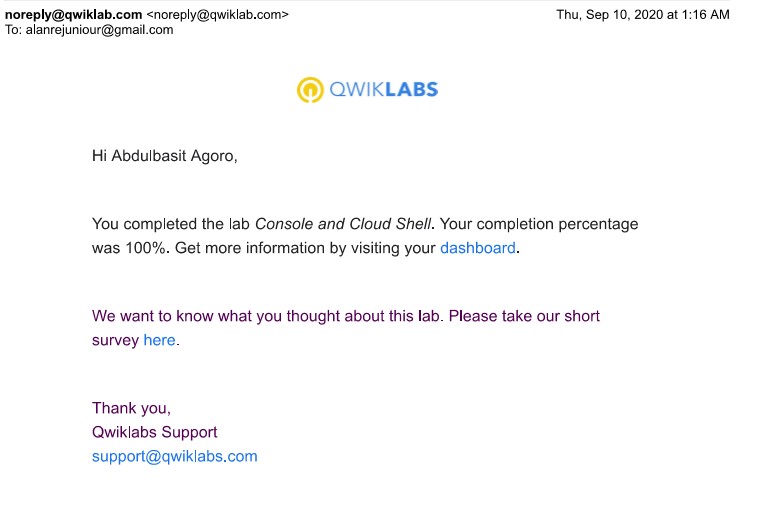 noreply@qwiklab.com <noreply@qwiklab.com> Thu, Sep 10, 2020 at 1:16 AM
To: alanrejuniour@gmail.com
QWIKLABS
Hi Abdulbasit Agoro,
You completed the lab Console and Cloud Shell. Your completion percentage
was 100%. Get more information by visiting your dashboard.
We want to know what you thought about this lab. Please take our short
survey here.
Thank you,
Qwiklabs Support
support@qwiklabs.com